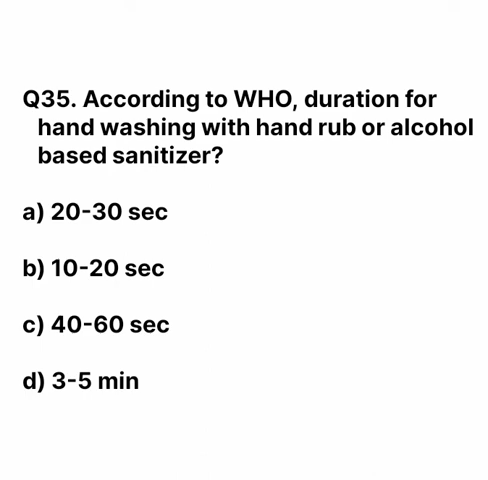 Q35. According to WHO, duration for
hand washing with hand rub or alcohol
based sanitizer?
a) 20-30 sec
b) 10-20 sec
c) 40-60 sec
d) 3-5 min